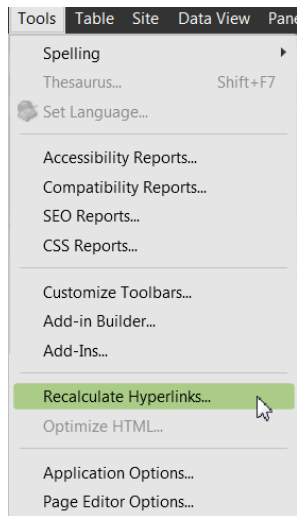 Tools Table Site Data View Pane
Spelling
Thesaurus... Shift+F7
Set Language...
Accessibility Reports...
Compatibility Reports...
SEO Reports...
CSS Reports...
Customize Toolbars...
Add-in Builder...
Add-Ins...
Recalculate Hyperlinks...
Optimize HTML...
Application Options...
Page Editor Options...